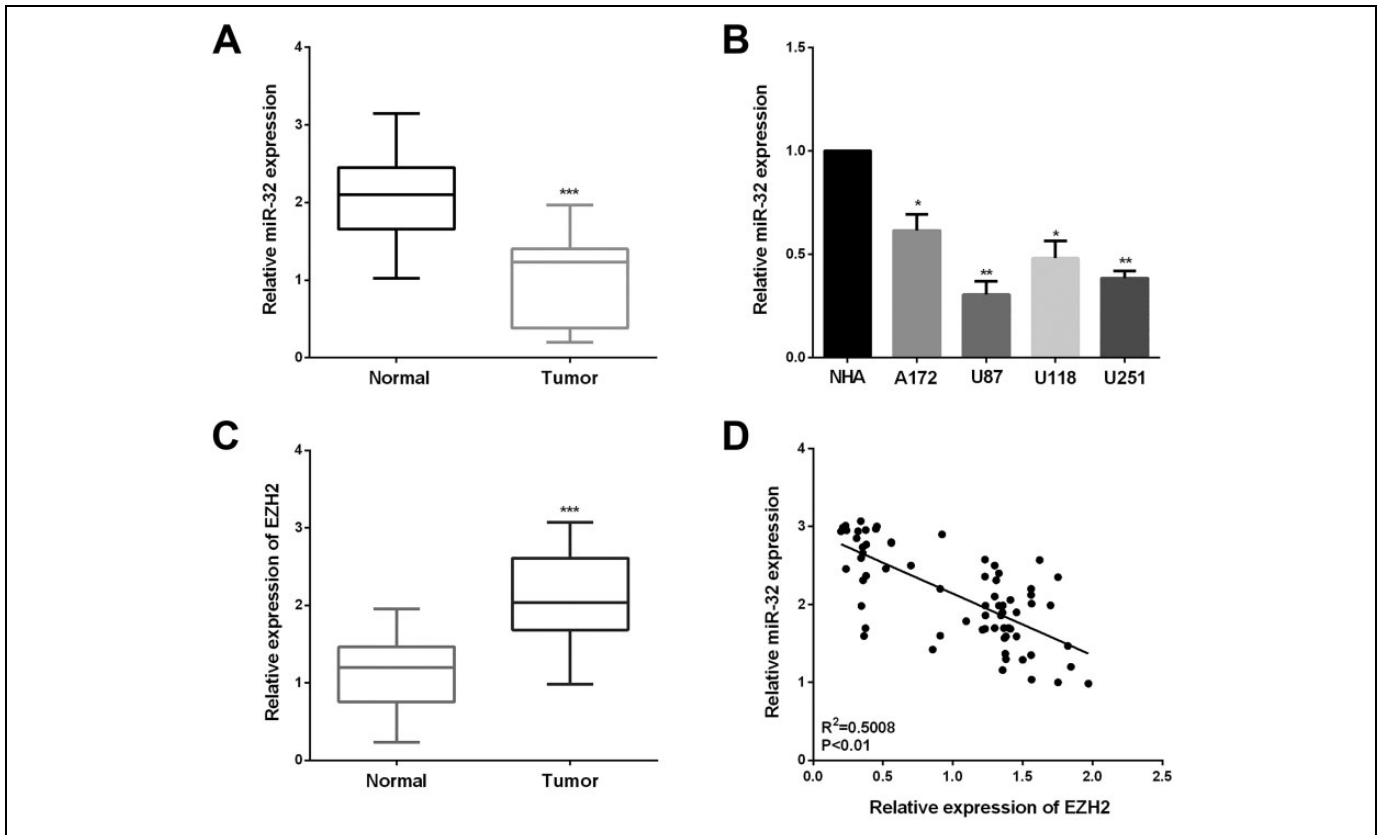 A
Relative miR-32 expression
4
3
2
1
0
***
Normal Tumor
B
Relative miR-32 expression
1.5
1.0
0.5
0.0
*
**
*
**
NHA A172 U87 U118 U251
C
Relative expression of EZH2
4
3
2
1
0
***
Normal Tumor
D
Relative miR-32 expression
4
3
2
1
0
R²=0.5008
P<0.01
0.0 0.5 1.0 1.5 2.0 2.5
Relative expression of EZH2